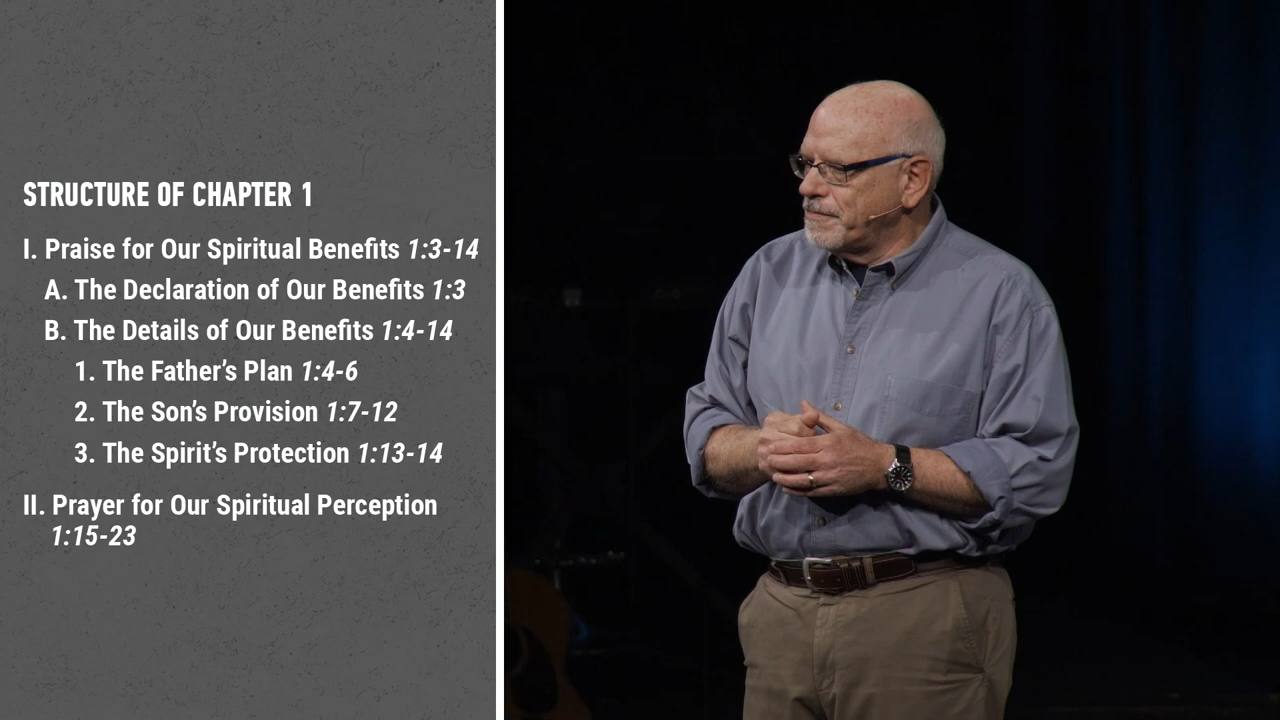 STRUCTURE OF CHAPTER 1
I. Praise for Our Spiritual Benefits 1:3-14
A. The Declaration of Our Benefits 1:3
B. The Details of Our Benefits 1:4-14
1. The Father’s Plan 1:4-6
2. The Son’s Provision 1:7-12
3. The Spirit’s Protection 1:13-14
II. Prayer for Our Spiritual Perception
1:15-23